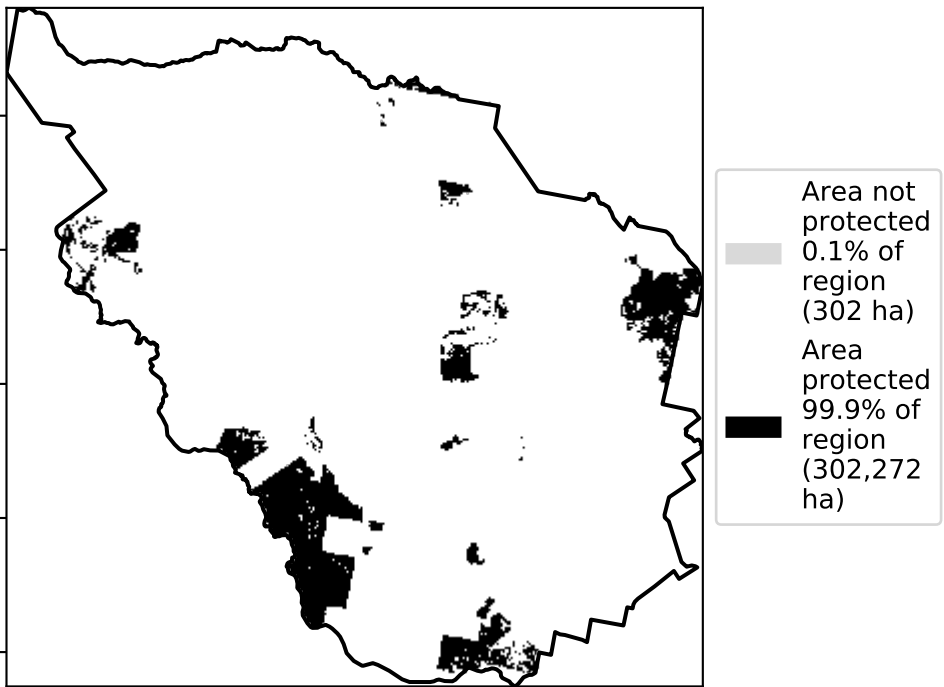 Area not
protected
0.1% of
region
(302 ha)
Area
protected
99.9% of
region
(302,272
ha)